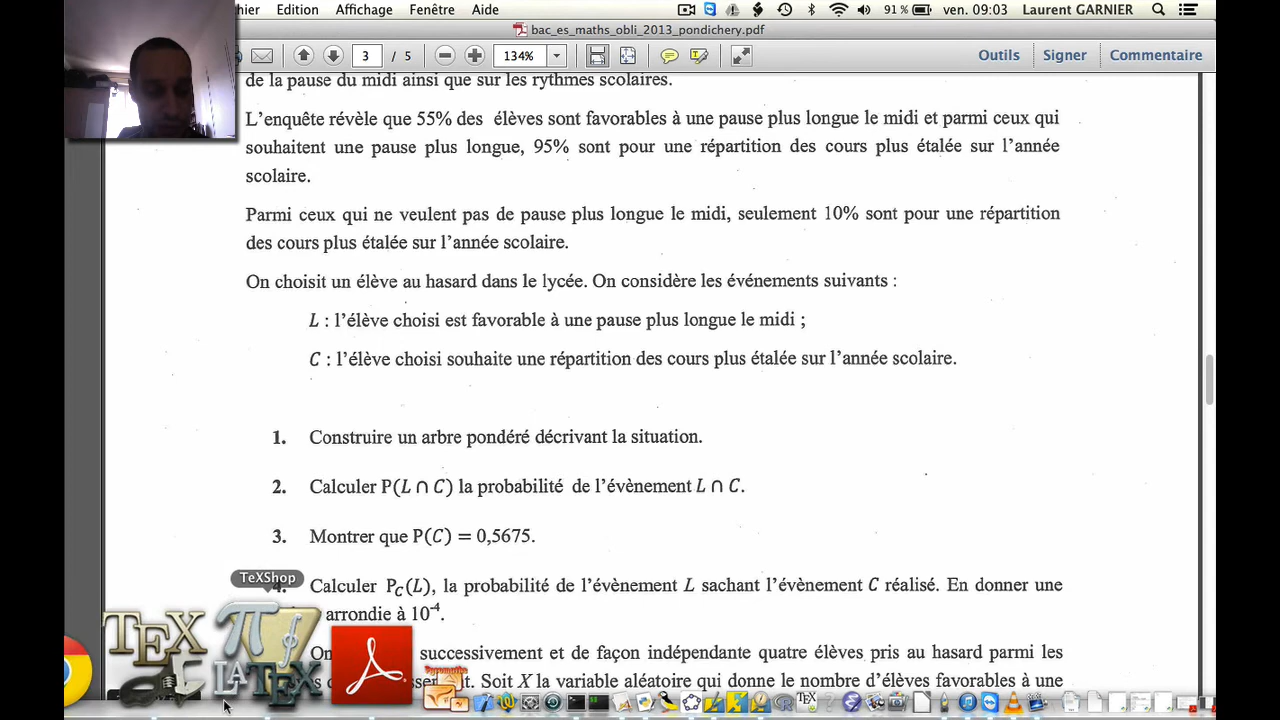 hier Edition Affichage Fenêtre Aide 91 % ven. 09:03 Laurent GARNIER
bac_es_maths_obli_2013_pondichery.pdf
3 / 5 134% Outils Signer Commentaire
de la pause du midi ainsi que sur les rythmes scolaires.
L'enquête révèle que 55% des élèves sont favorables à une pause plus longue le midi et parmi ceux qui
souhaitent une pause plus longue, 95% sont pour une répartition des cours plus étalée sur l'année
scolaire.
Parmi ceux qui ne veulent pas de pause plus longue le midi, seulement 10% sont pour une répartition
des cours plus étalée sur l'année scolaire.
On choisit un élève au hasard dans le lycée. On considère les événements suivants :
L : l'élève choisi est favorable à une pause plus longue le midi ;
C : l'élève choisi souhaite une répartition des cours plus étalée sur l'année scolaire.
1. Construire un arbre pondéré décrivant la situation.
2. Calculer P(L ∩ C) la probabilité de l'évènement L ∩ C.
3. Montrer que P(C) = 0,5675.
TeXShop
4. Calculer P_C(L), la probabilité de l'évènement L sachant l'évènement C réalisé. En donner une
arrondie à 10⁻⁴.
On successivement et de façon indépendante quatre élèves pris au hasard parmi les
Soit X la variable aléatoire qui donne le nombre d'élèves favorables à une
TEX
LATEX